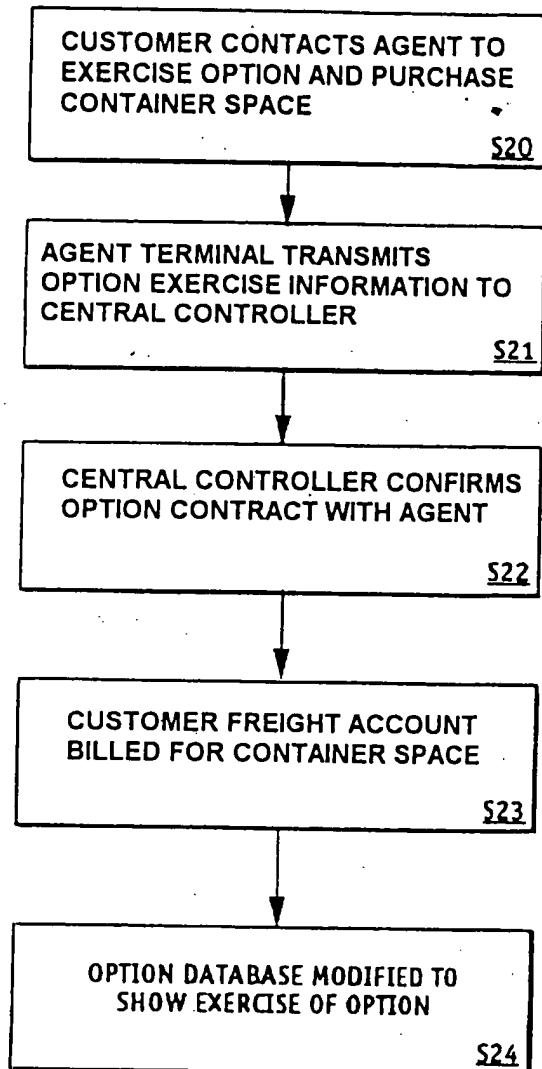 CUSTOMER CONTACTS AGENT TO
EXERCISE OPTION AND PURCHASE
CONTAINER SPACE
S20
AGENT TERMINAL TRANSMITS
OPTION EXERCISE INFORMATION TO
CENTRAL CONTROLLER
S21
CENTRAL CONTROLLER CONFIRMS
OPTION CONTRACT WITH AGENT
S22
CUSTOMER FREIGHT ACCOUNT
BILLED FOR CONTAINER SPACE
S23
OPTION DATABASE MODIFIED TO
SHOW EXERCISE OF OPTION
S24